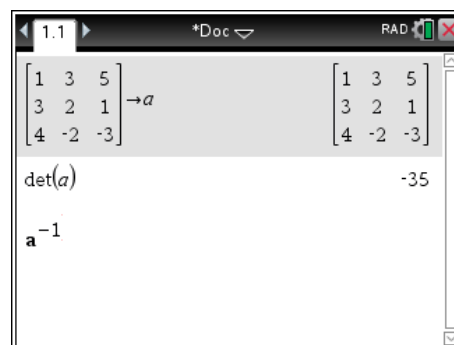 1.1 *Doc RAD
[1 3 5 [1 3 5
3 2 1 →a 3 2 1
4 -2 -3] 4 -2 -3]
det(a) -35
a⁻¹